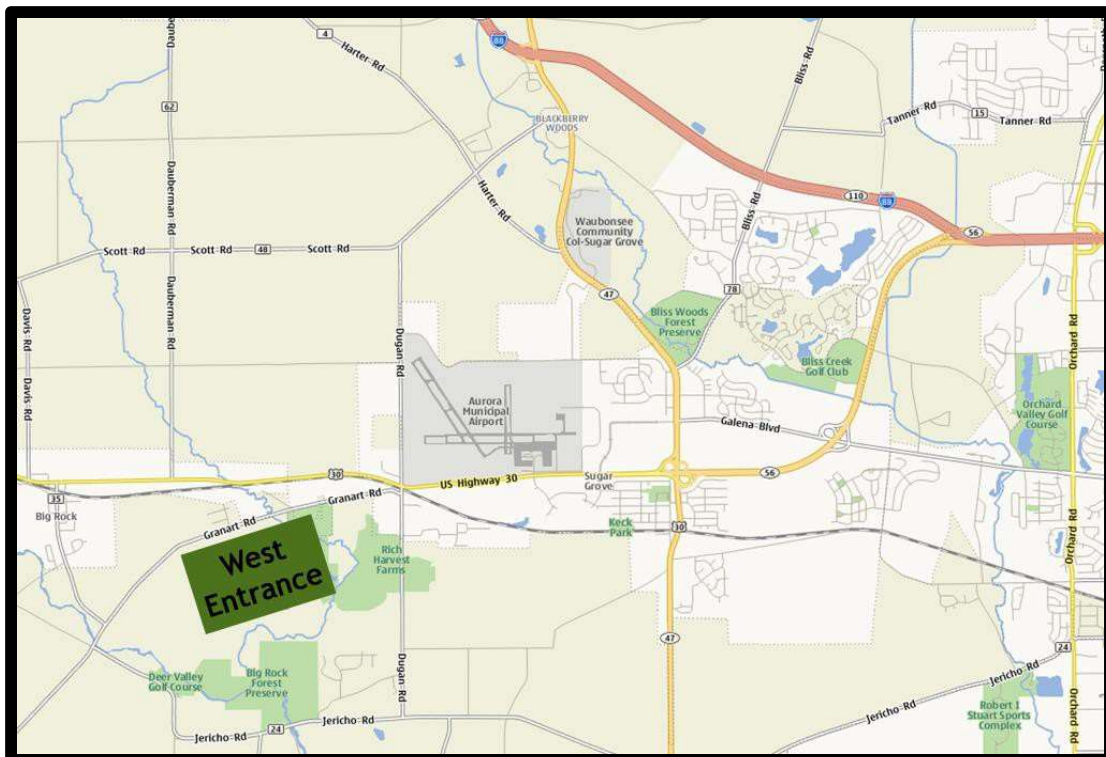 88
4
Harter Rd
Bliss Rd
62
BLACKBERRY
WOODS
Tanner Rd
15
Tanner Rd
Dauberman Rd
Harter Rd
110
88
Waubonsee
Community
Col-Sugar Grove
Bliss Rd
56
Scott Rd
Scott Rd
48
Scott Rd
Dauberman Rd
47
78
Bliss Woods
Forest
Preserve
Davis Rd
Dugan Rd
Orchard Rd
Bliss Creek
Golf Club
Davis Rd
Aurora
Municipal
Airport
Orchard
Valley Golf
Course
Galena Blvd
30
US Highway 30
Sugar
Grove
56
35
Big Rock
Granart Rd
Granart Rd
Keck
Park
30
Orchard Rd
West
Entrance
Rich
Harvest
Farms
47
24
Deer Valley
Golf Course
Big Rock
Forest
Preserve
Dugan Rd
Jericho Rd
Orchard Rd
24
Jericho Rd
Jericho Rd
Robert I
Stuart Sports
Complex